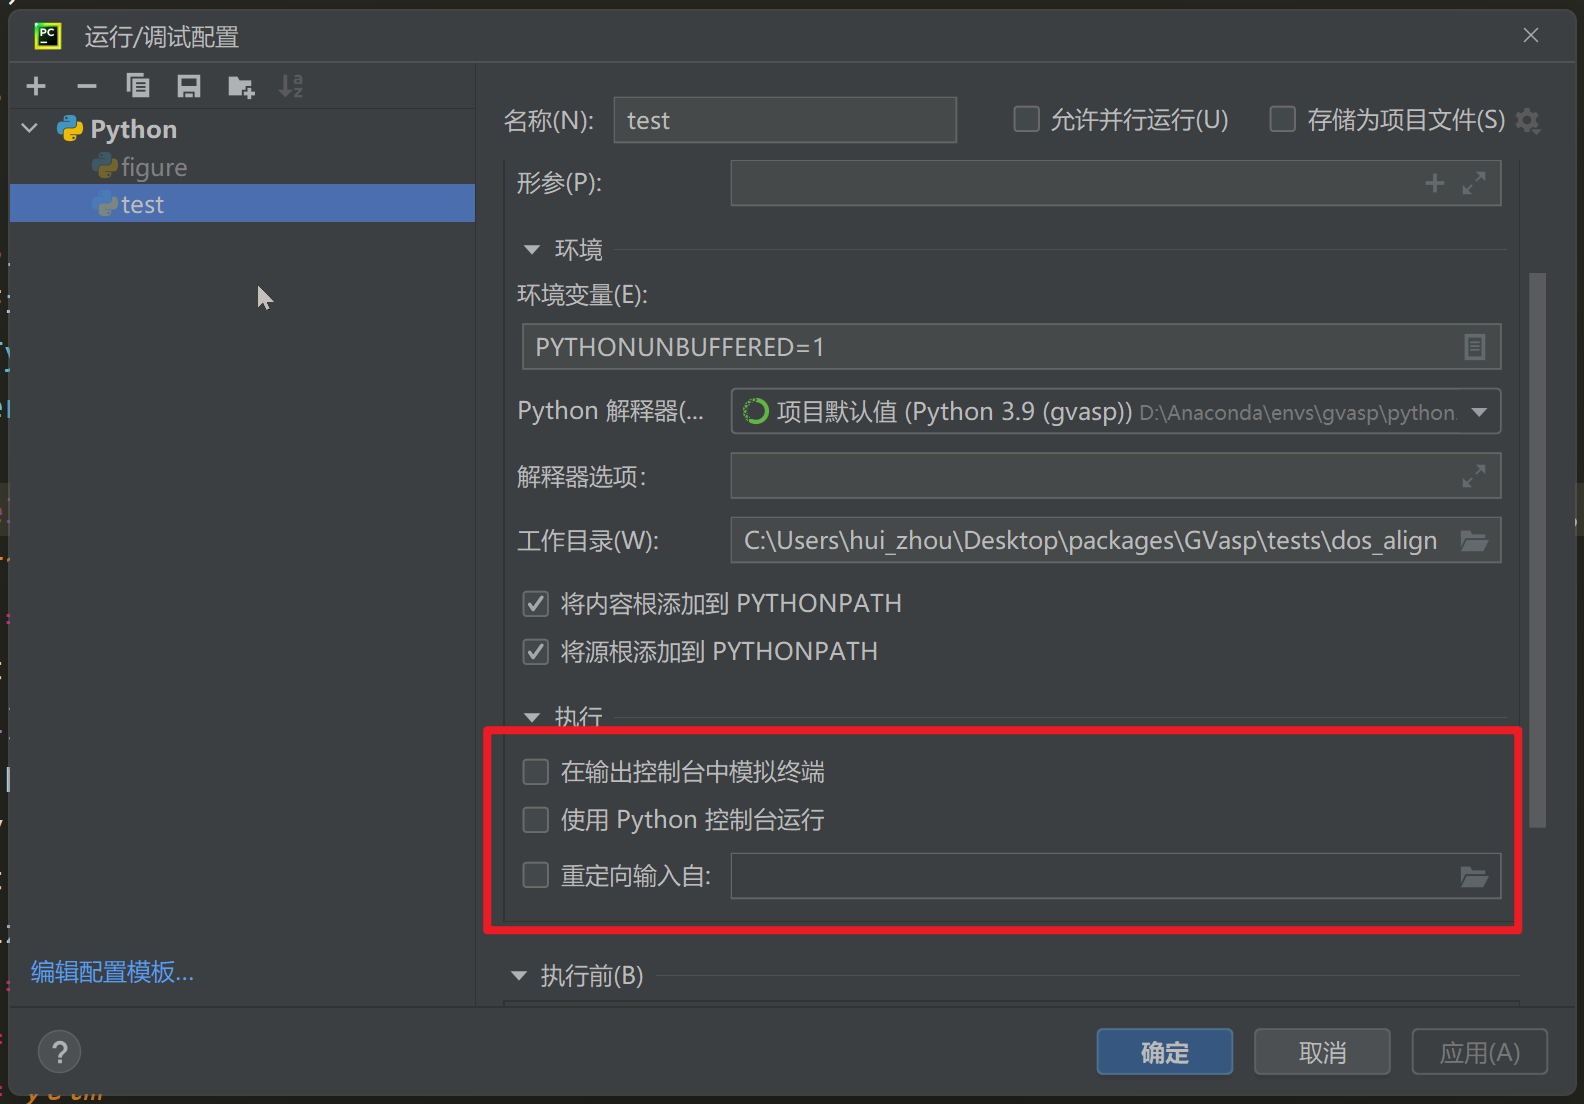 运行/调试配置
Python
figure
test
编辑配置模板...
名称(N): test 允许并行运行(U) 存储为项目文件(S)
形参(P):
环境
环境变量(E):
PYTHONUNBUFFERED=1
Python 解释器(... 项目默认值 (Python 3.9 (gvasp)) D:\Anaconda\envs\gvasp\python.
解释器选项:
工作目录(W): C:\Users\hui_zhou\Desktop\packages\GVasp\tests\dos_align
将内容根添加到 PYTHONPATH
将源根添加到 PYTHONPATH
执行
在输出控制台中模拟终端
使用 Python 控制台运行
重定向输入自:
执行前(B)
? 确定 取消 应用(A)